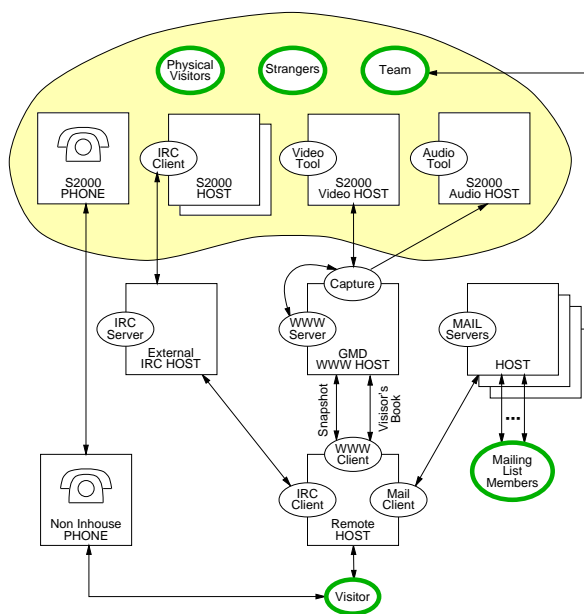 Physical
Visitors
Strangers
Team
IRC
Client
Video
Tool
Audio
Tool
S2000
PHONE
S2000
HOST
S2000
Video HOST
S2000
Audio HOST
Capture
IRC
Server
WWW
Server
MAIL
Servers
External
IRC HOST
GMD
WWW HOST
HOST
Snapshot
Visisor's
Book
...
WWW
Client
Mailing
List
Members
IRC
Client
Mail
Client
Non Inhouse
PHONE
Remote
HOST
Visitor